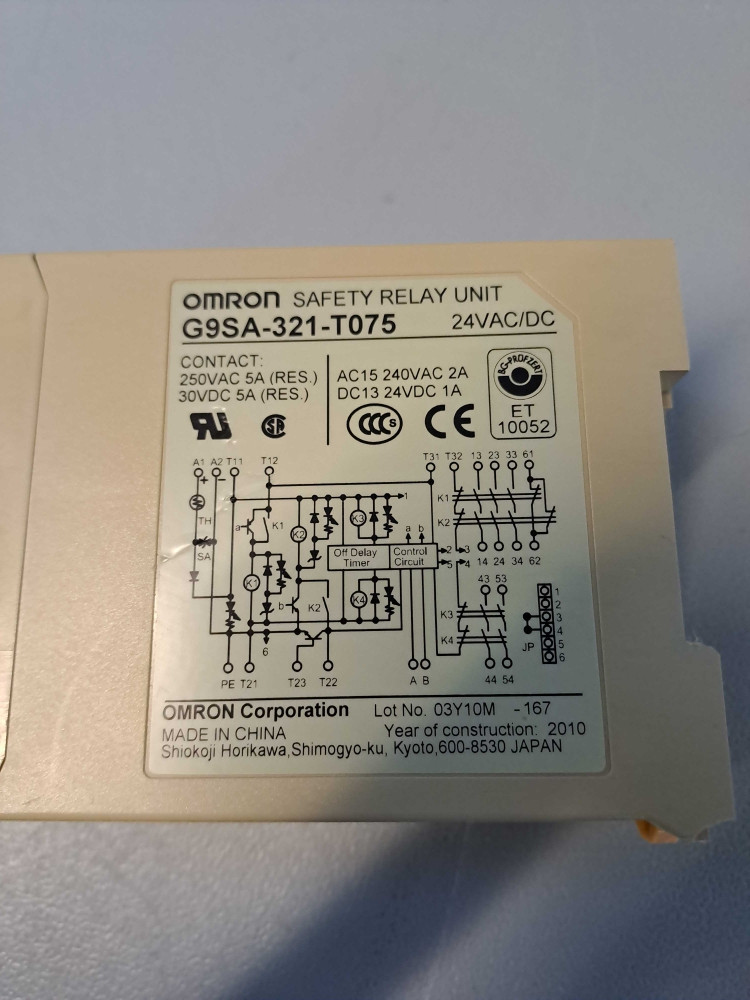 OMRON SAFETY RELAY UNIT
G9SA-321-T075 24VAC/DC
CONTACT:
250VAC 5A (RES.)
30VDC 5A (RES.)
AC15 240VAC 2A
DC13 24VDC 1A
BG-PRÜFZERT
ET
10052
CCC S CE
A1 A2 T11 T12 T31 T32 13 23 33 61
+ −
TH
SA
a K1 K2 K3 1
a b
K1
K2
Off Delay
Timer
Control
Circuit
2 3
5 4
14 24 34 62
43 53
K1 b K2 K4
K3
K4
6
JP
1
2
3
4
5
6
PE T21 T23 T22 A B 44 54
OMRON Corporation Lot No. 03Y10M -167
MADE IN CHINA Year of construction: 2010
Shiokoji Horikawa,Shimogyo-ku, Kyoto,600-8530 JAPAN